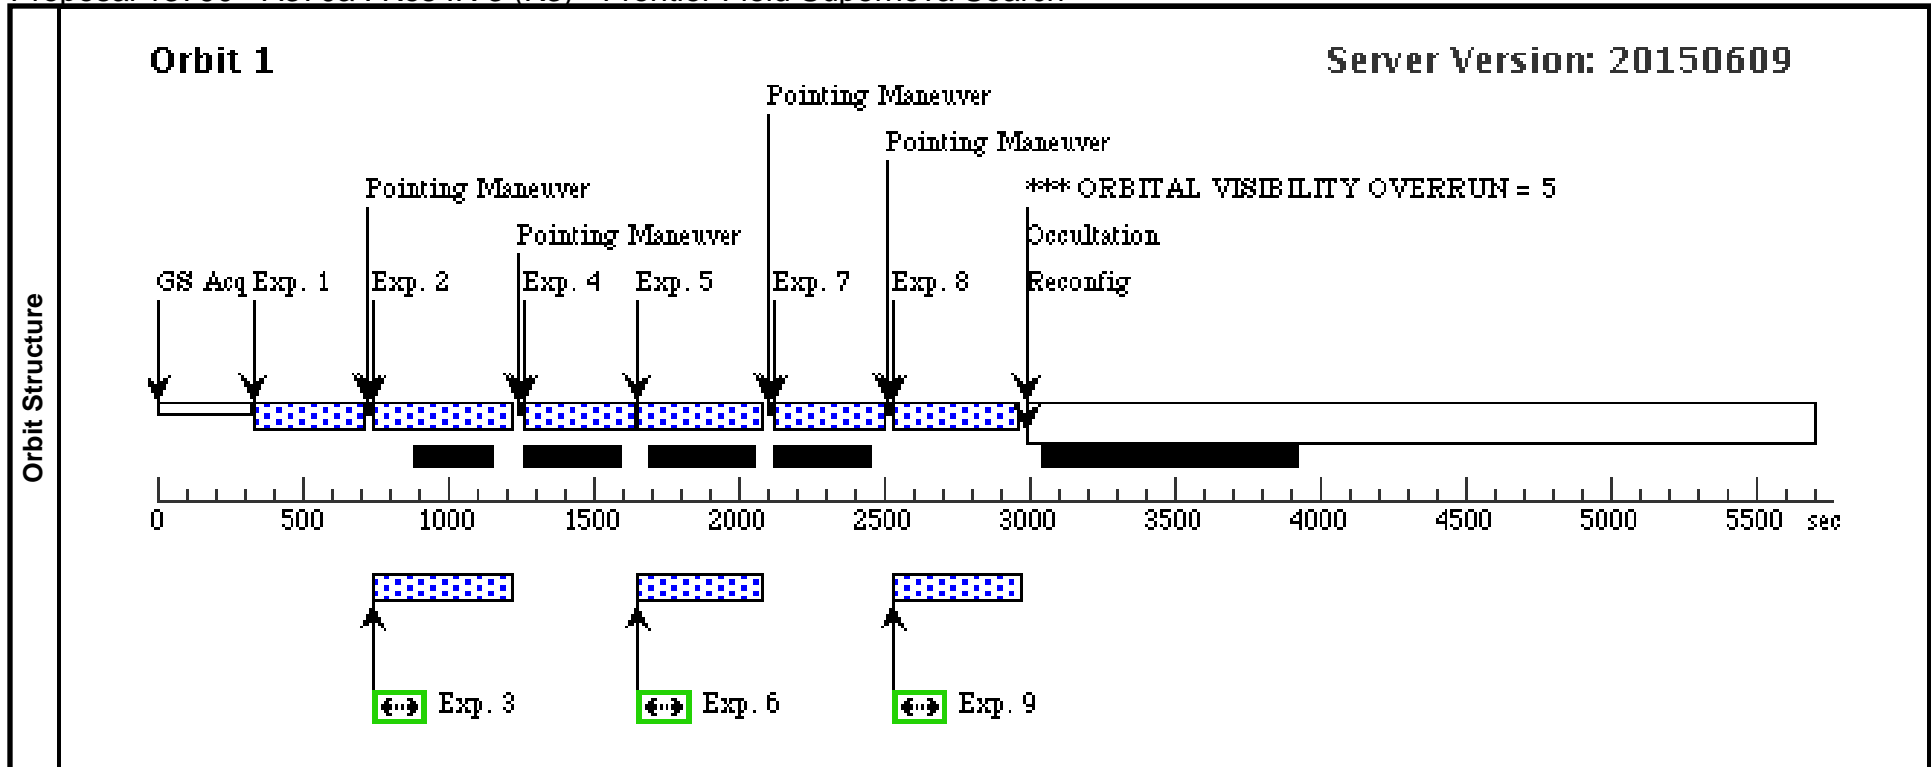 Orbit 1
Server Version: 20150609
Pointing Maneuver
Pointing Maneuver
Pointing Maneuver
*** ORBITAL VISIBILITY OVERRUN = 5
Pointing Maneuver
Occultation
GS Acq Exp. 1 Exp. 2 Exp. 4 Exp. 5 Exp. 7 Exp. 8 Reconfig
Orbit Structure
0 500 1000 1500 2000 2500 3000 3500 4000 4500 5000 5500 sec
Exp. 3 Exp. 6 Exp. 9